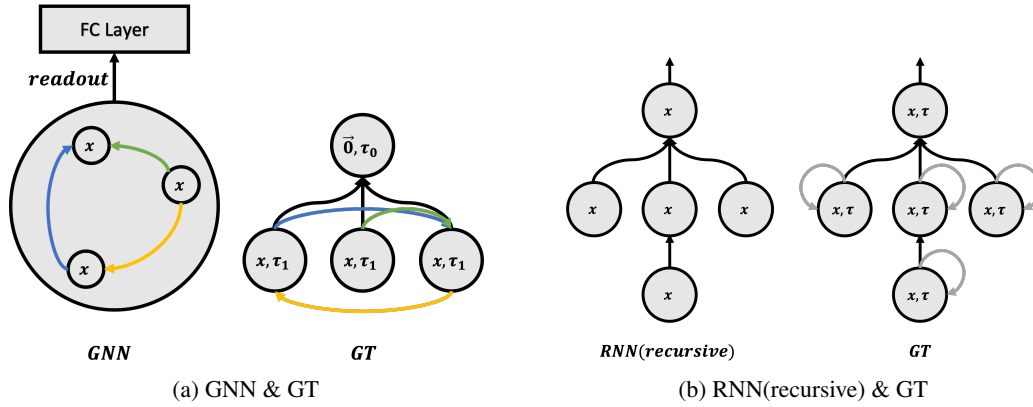 FC Layer
readout
x
x
x
GNN
0⃗, τ₀
x, τ₁
x, τ₁
x, τ₁
GT
(a) GNN & GT
x
x
x
x
x
RNN(recursive)
x, τ
x, τ
x, τ
x, τ
x, τ
GT
(b) RNN(recursive) & GT